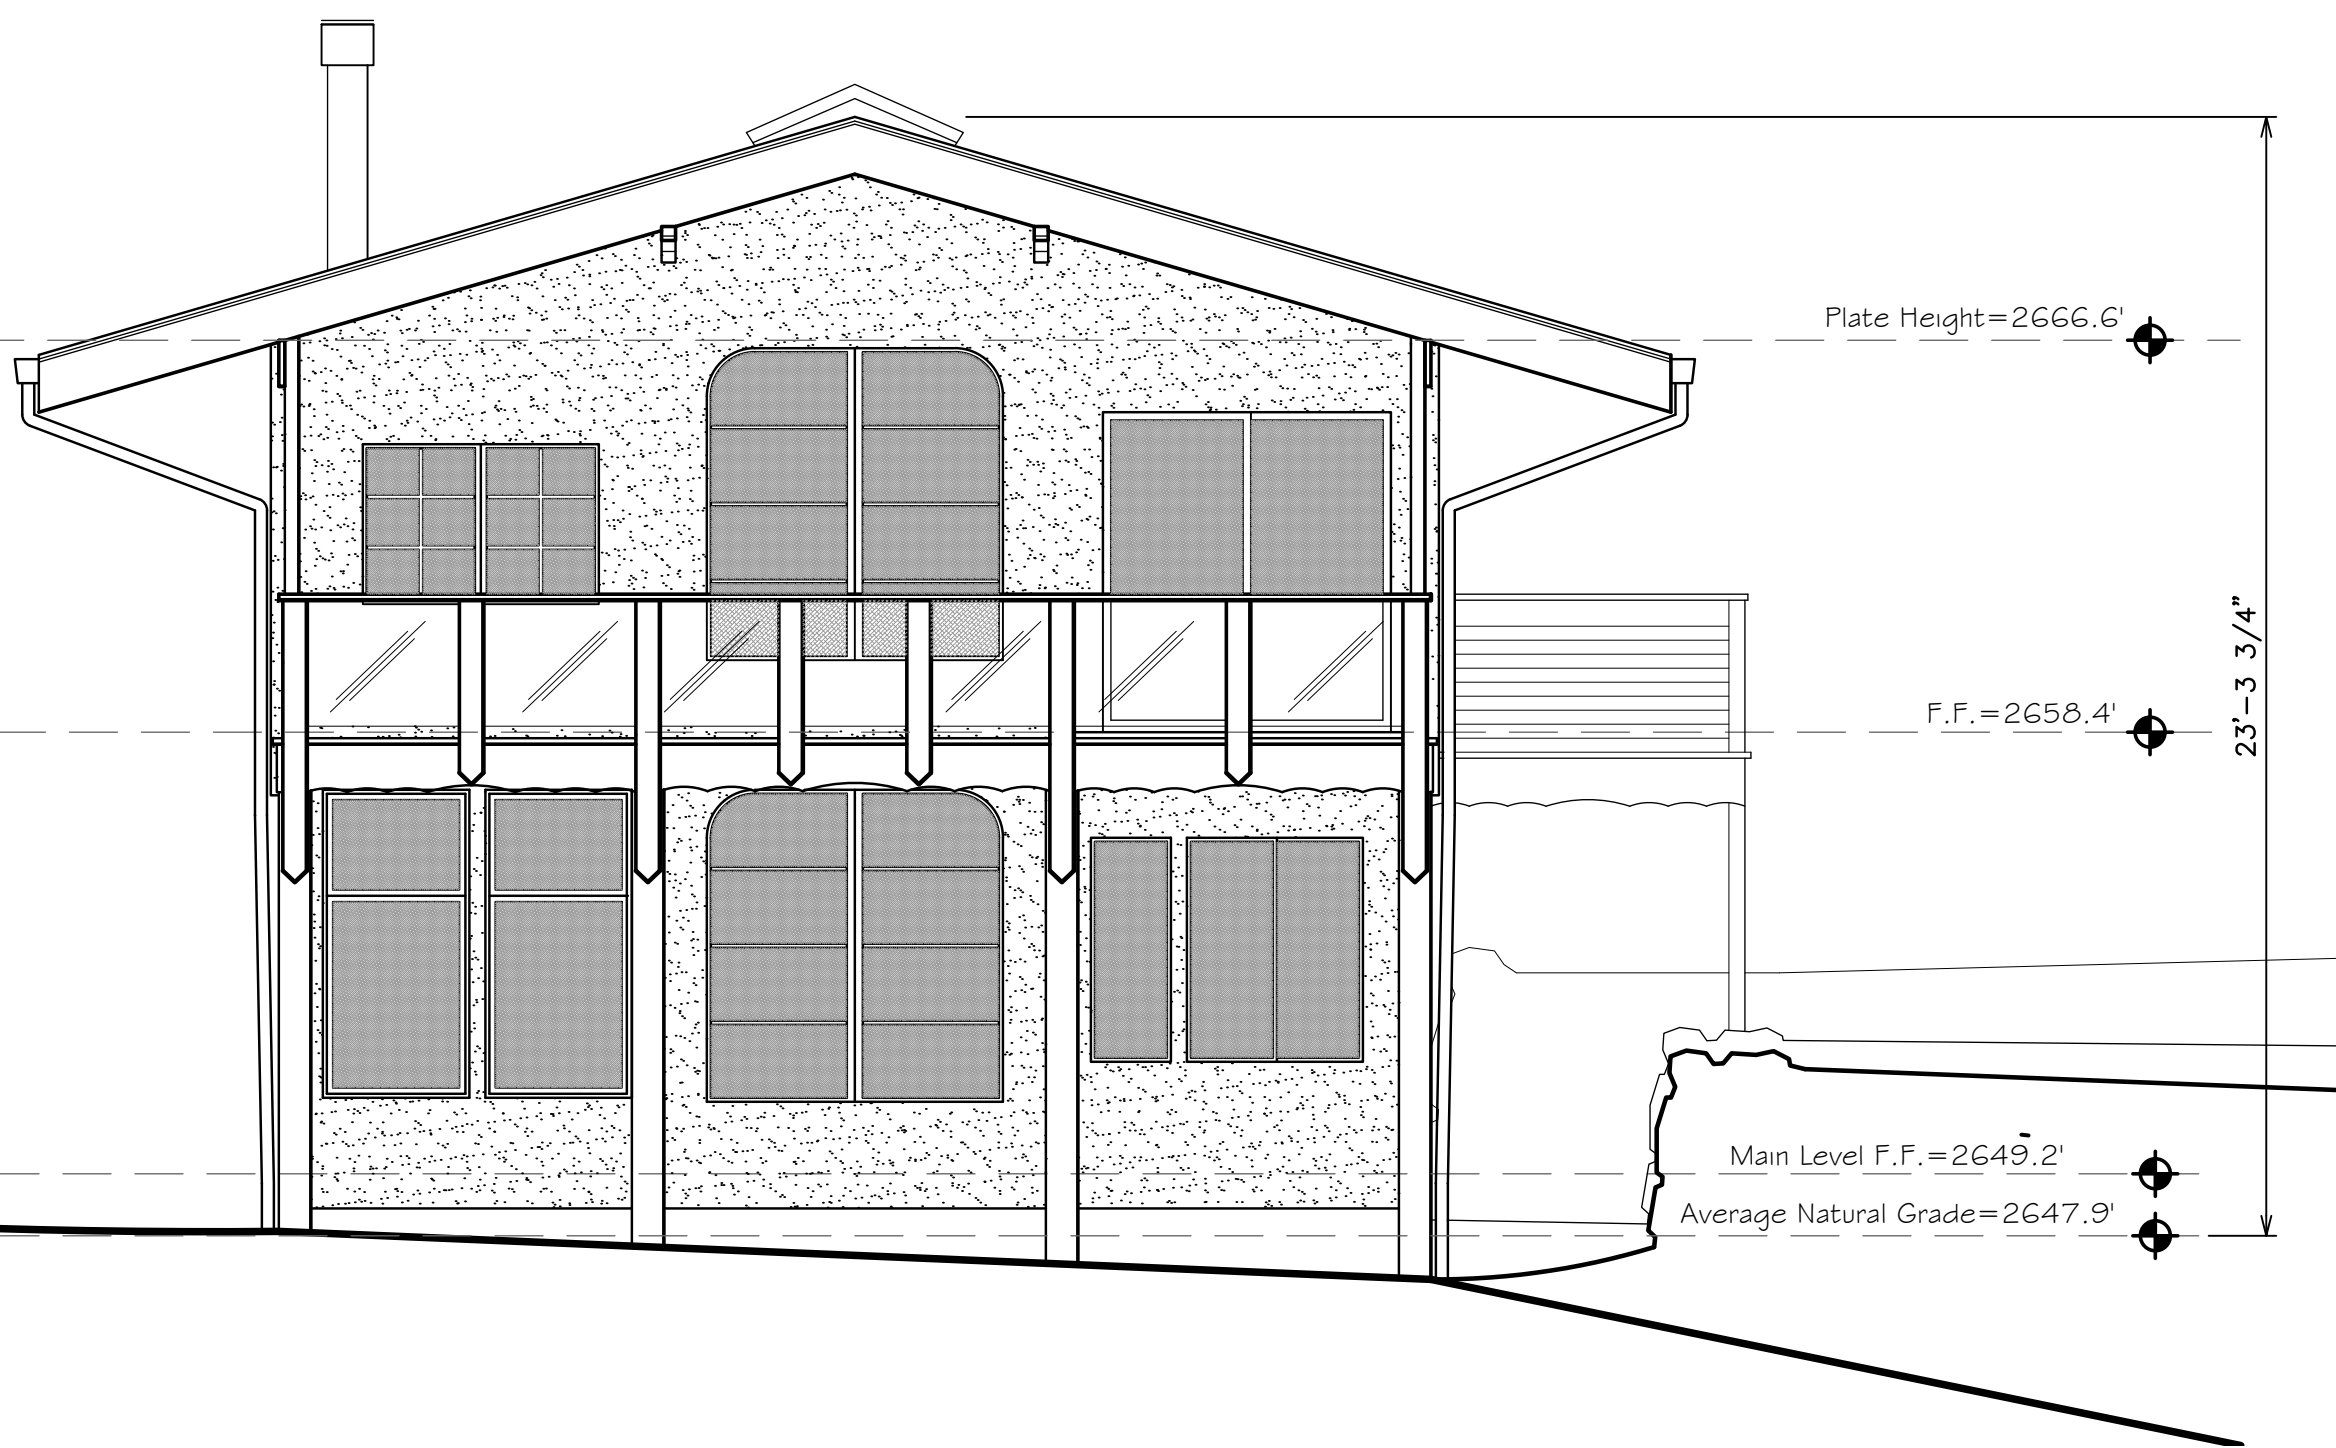 Plate Height=2666.6'
F.F.=2658.4'
23'-3 3/4"
Main Level F.F.=2649.2'
Average Natural Grade=2647.9'